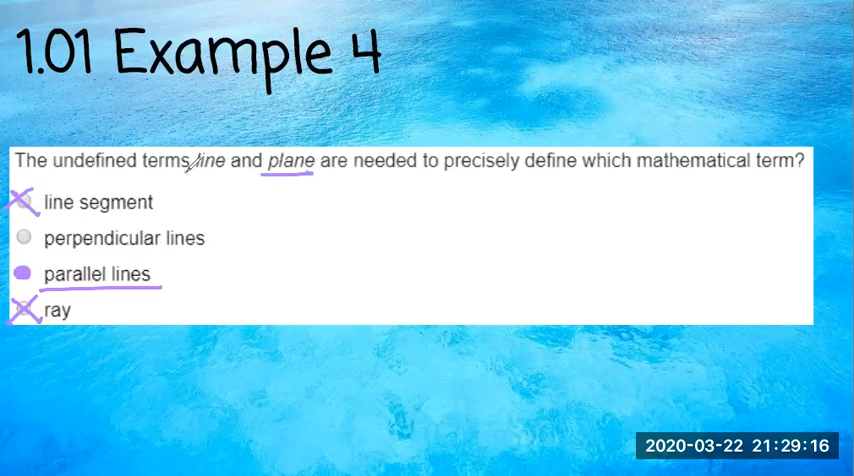 1.01 Example 4
The undefined terms line and plane are needed to precisely define which mathematical term?
line segment
perpendicular lines
parallel lines
ray
2020-03-22 21:29:16